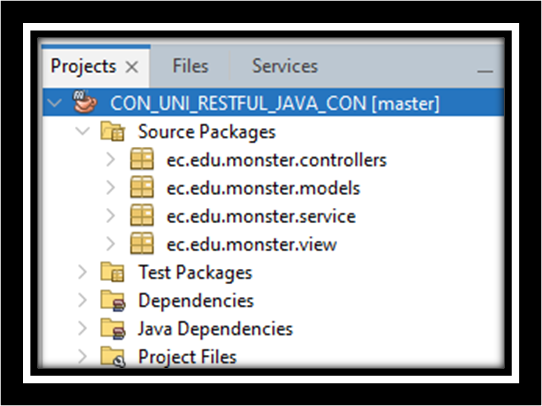 Projects Files Services
CON_UNI_RESTFUL_JAVA_CON [master]
Source Packages
ec.edu.monster.controllers
ec.edu.monster.models
ec.edu.monster.service
ec.edu.monster.view
Test Packages
Dependencies
Java Dependencies
Project Files